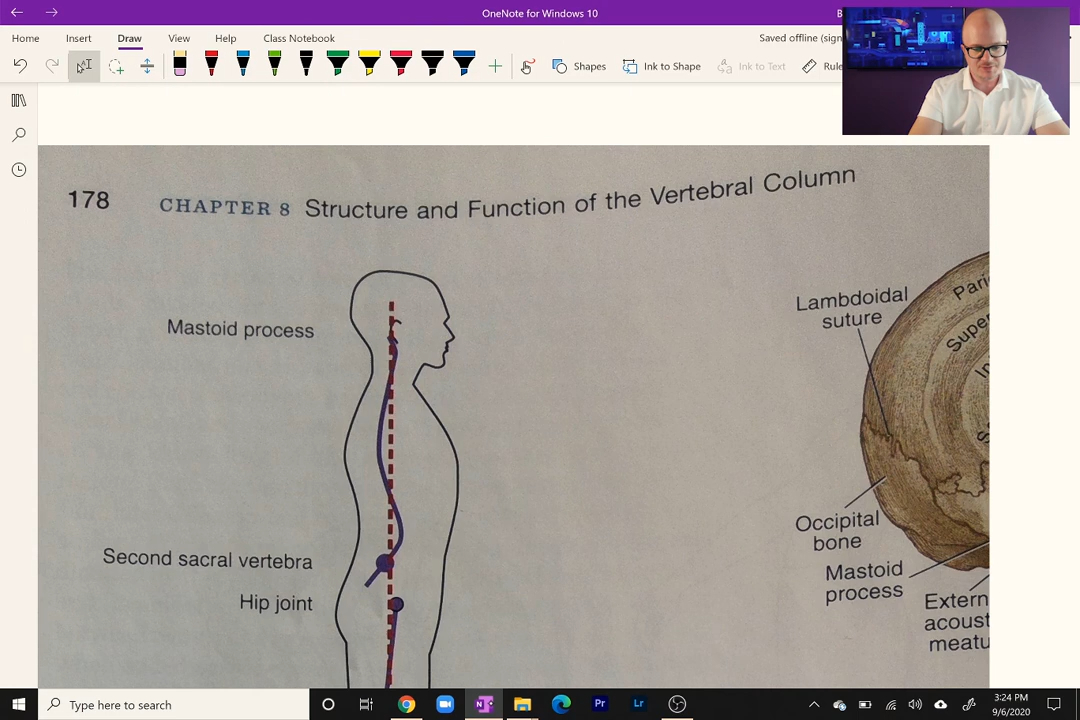 OneNote for Windows 10
Home Insert Draw View Help Class Notebook
Saved offline
Shapes Ink to Shape Ink to Text
178 CHAPTER 8 Structure and Function of the Vertebral Column
Mastoid process
Second sacral vertebra
Hip joint
Lambdoidal
suture
Occipital
bone
Mastoid
process
Type here to search
Pr
Lr
3:24 PM
9/6/2020